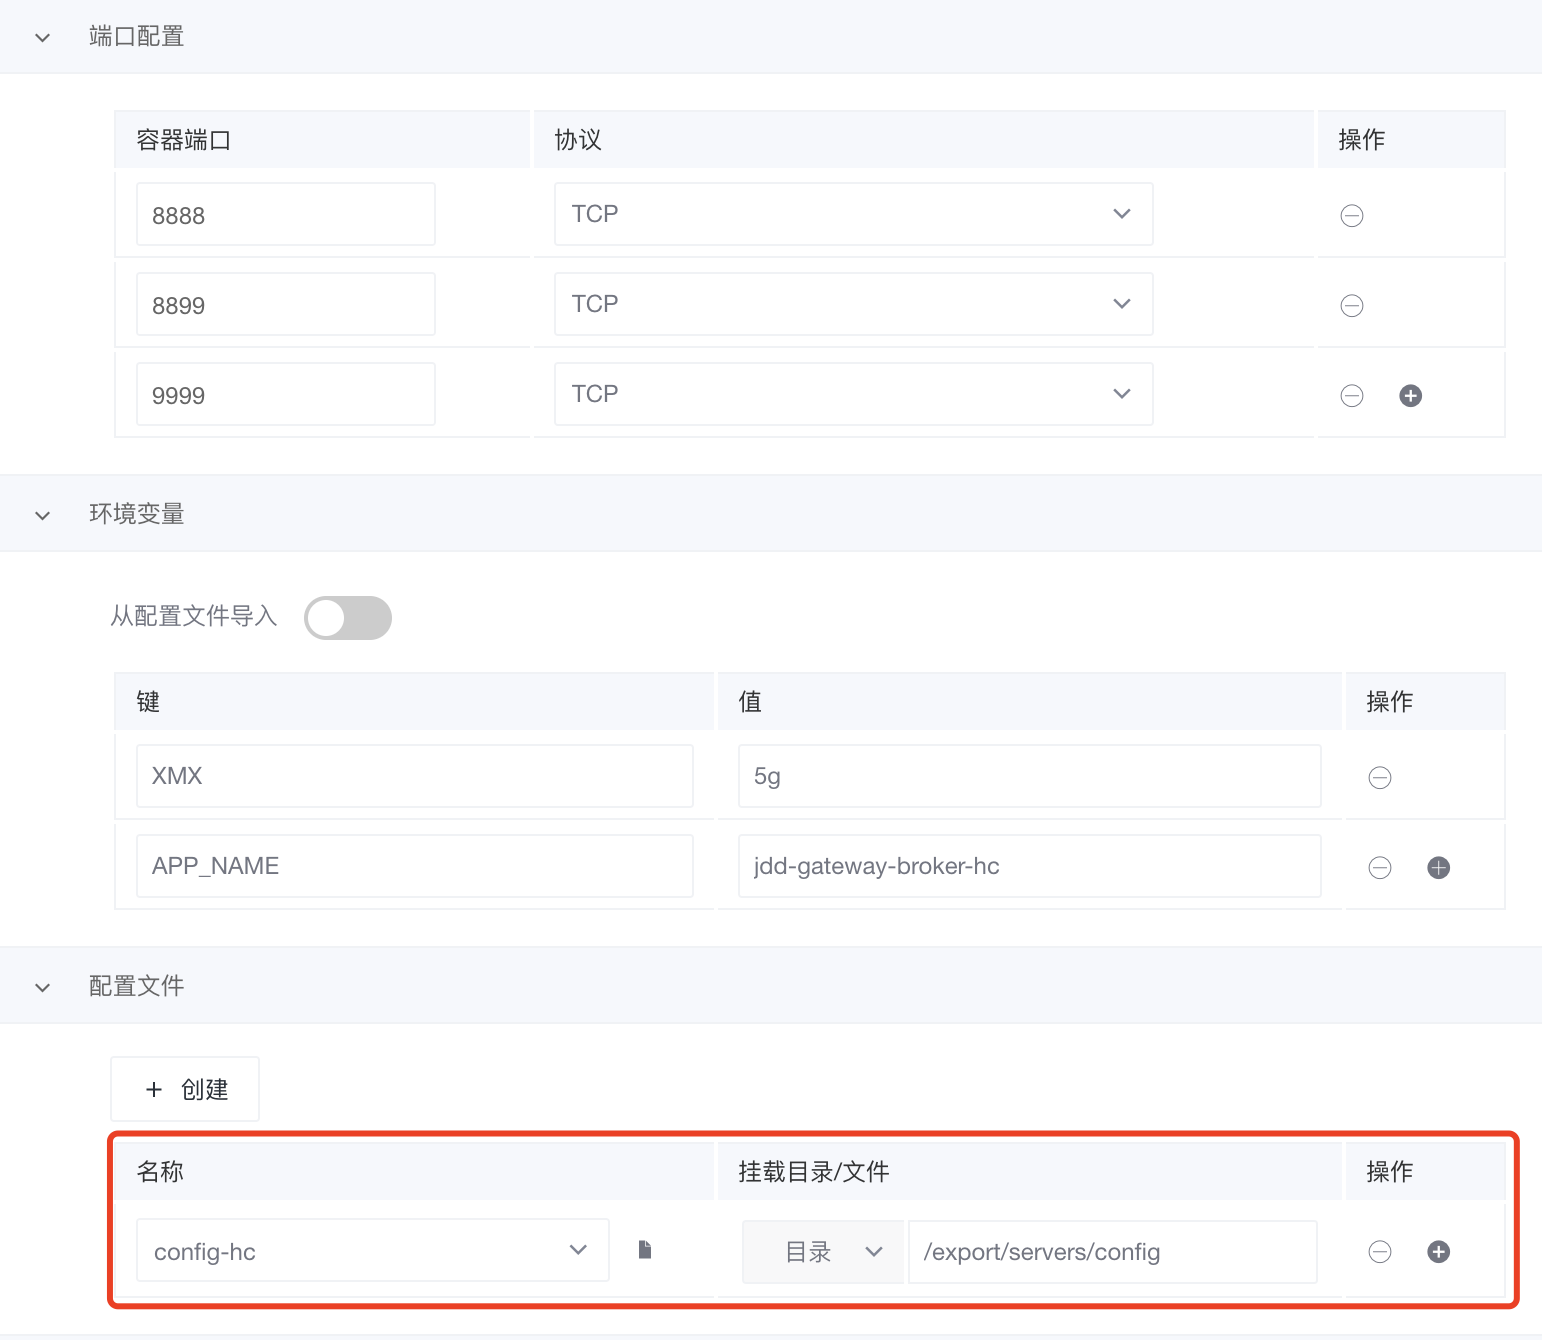 端口配置
容器端口 协议 操作
8888 TCP
8899 TCP
9999 TCP
环境变量
从配置文件导入
键 值 操作
XMX 5g
APP_NAME jdd-gateway-broker-hc
配置文件
+ 创建
名称 挂载目录/文件 操作
config-hc 目录 /export/servers/config